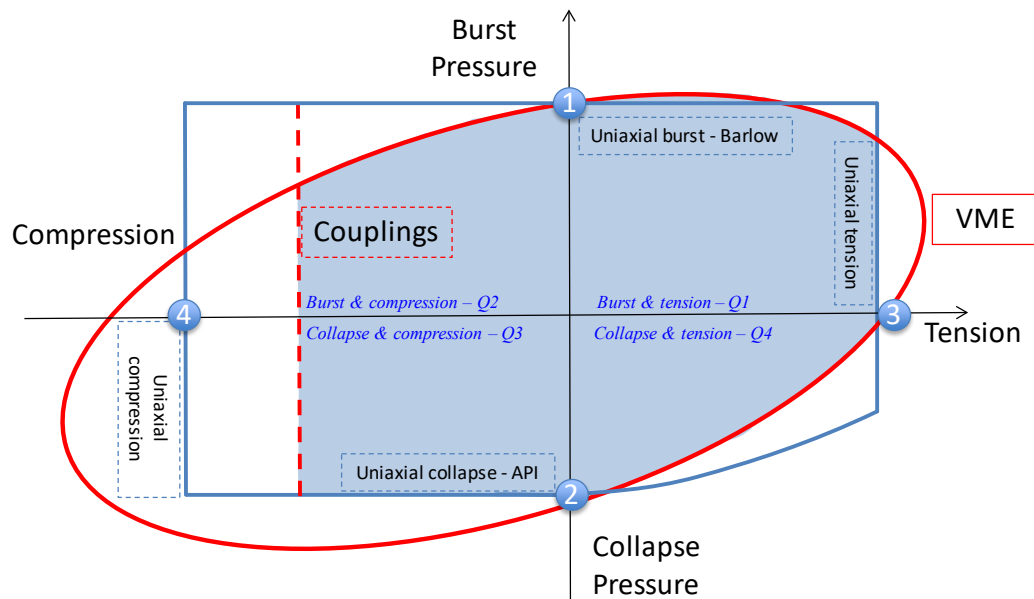 Burst
Pressure
1
Uniaxial burst - Barlow
Uniaxial tension
VME
Couplings
Compression
Burst & compression – Q2
Burst & tension – Q1
4
3
Collapse & compression – Q3
Collapse & tension – Q4
Tension
Uniaxial
compression
Uniaxial collapse - API
2
Collapse
Pressure